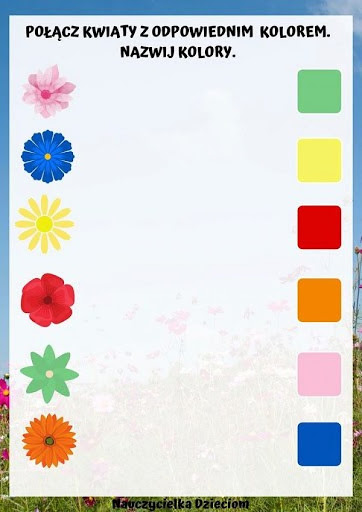 POŁĄCZ KWIATY Z ODPOWIEDNIM KOLOREM.
NAZWIJ KOLORY.
Nauczycielka Dzieciom